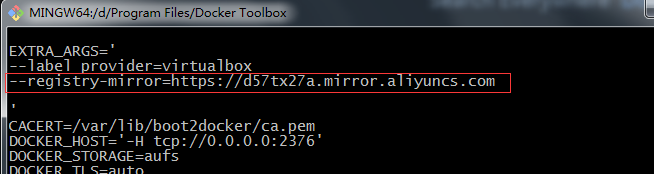 MINGW64:/d/Program Files/Docker Toolbox
EXTRA_ARGS='
--label provider=virtualbox
--registry-mirror=https://d57tx27a.mirror.aliyuncs.com
'
CACERT=/var/lib/boot2docker/ca.pem
DOCKER_HOST='-H tcp://0.0.0.0:2376'
DOCKER_STORAGE=aufs
DOCKER_TLS=auto